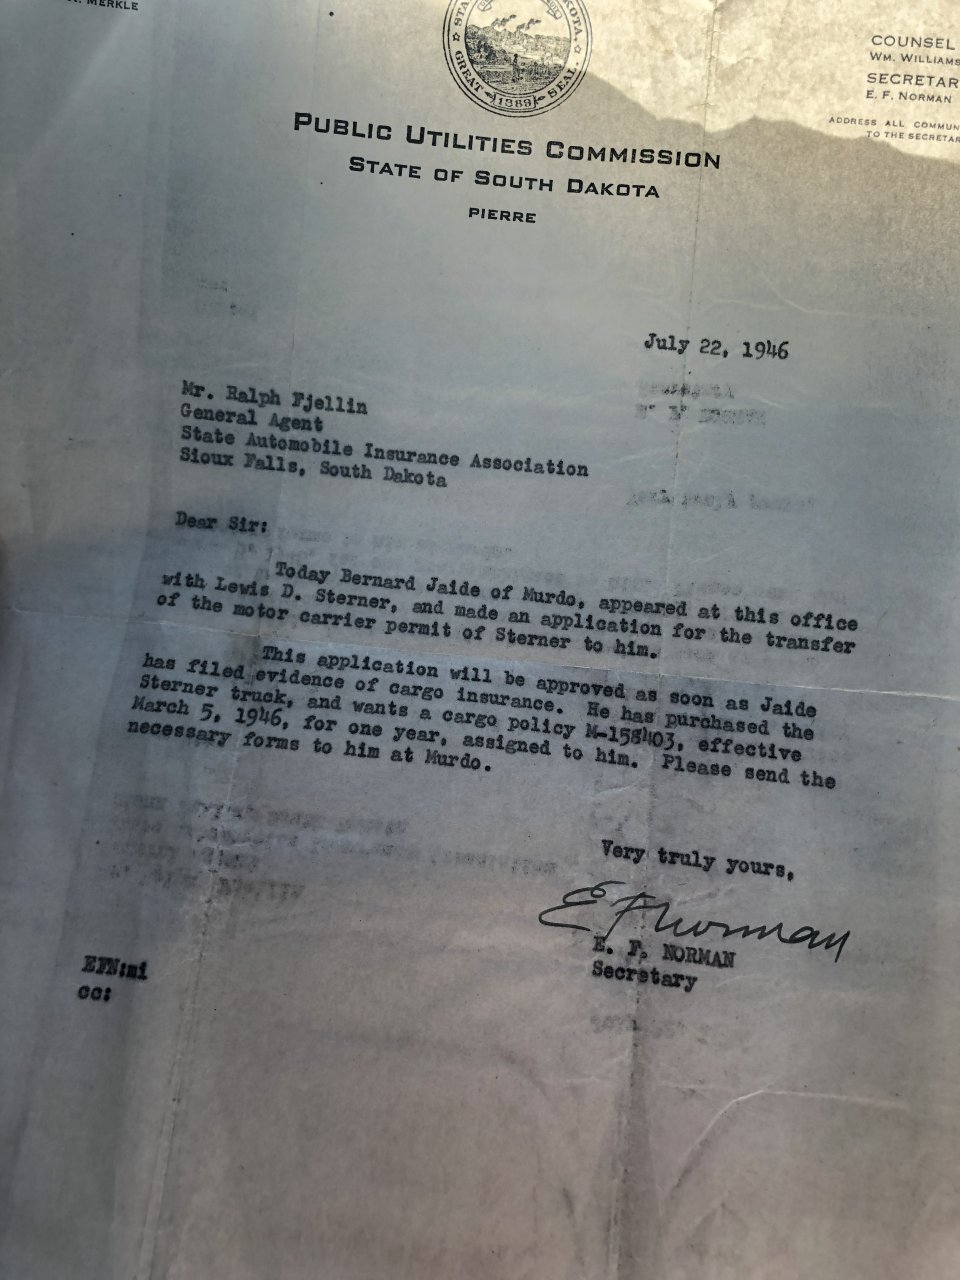 MERKLE
GREAT SEAL
1889
COUNSEL
WM. WILLIAMS
SECRETAR
E. F. NORMAN
ADDRESS ALL COMMUN
TO THE SECRETAR
PUBLIC UTILITIES COMMISSION
STATE OF SOUTH DAKOTA
PIERRE
July 22, 1946
Mr. Ralph Fjellin
General Agent
State Automobile Insurance Association
Sioux Falls, South Dakota
Dear Sir:
Today Bernard Jaide of Murdo, appeared at this office
with Lewis D. Sterner, and made an application for the transfer
of the motor carrier permit of Sterner to him.
This application will be approved as soon as Jaide
has filed evidence of cargo insurance. He has purchased the
Sterner truck, and wants a cargo policy M-158403, effective
March 5, 1946, for one year, assigned to him. Please send the
necessary forms to him at Murdo.
Very truly yours,
E F Norman
E. F. NORMAN
Secretary
EFN:mi
cc: